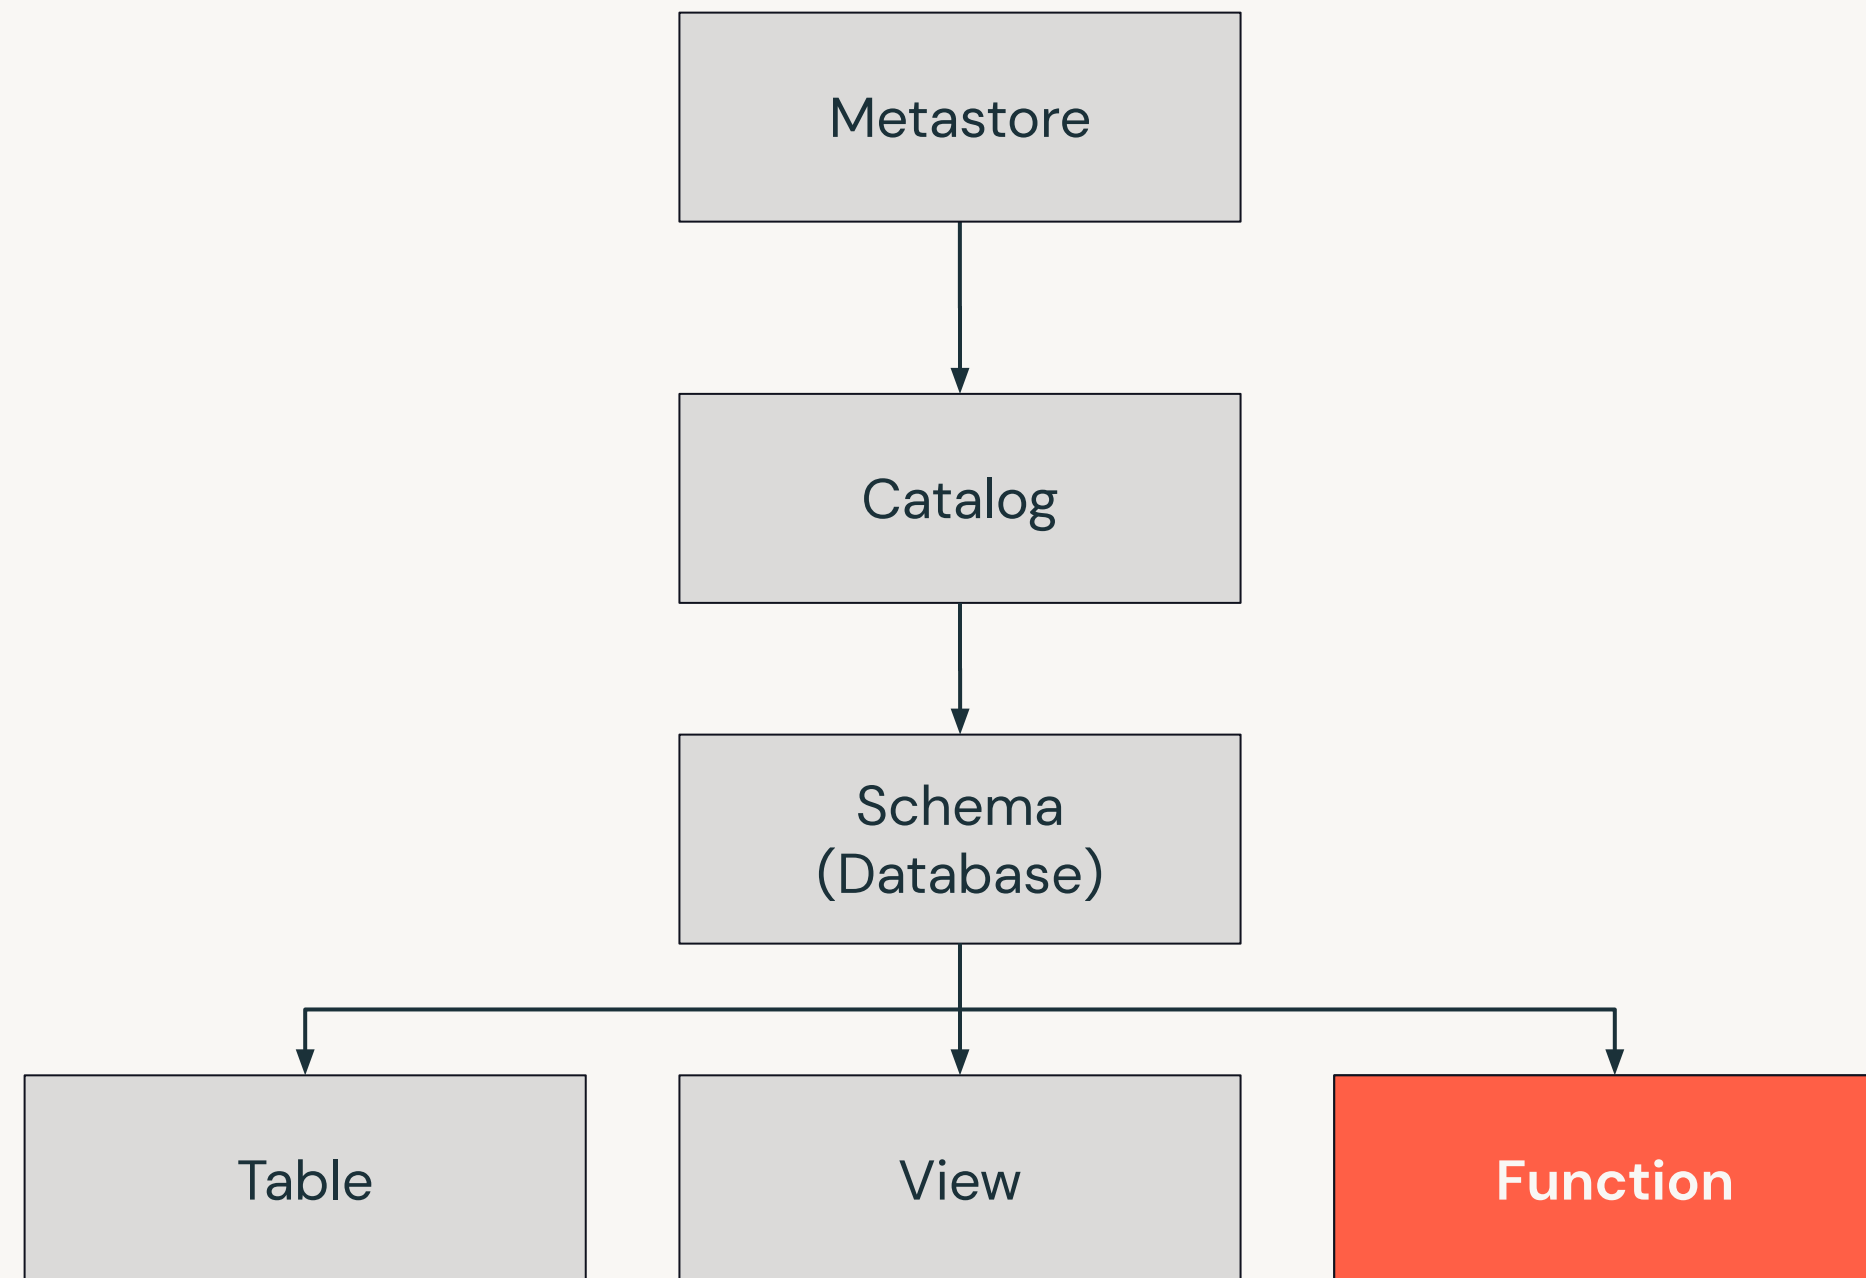 Metastore
Catalog
Schema
(Database)
Table
View
Function